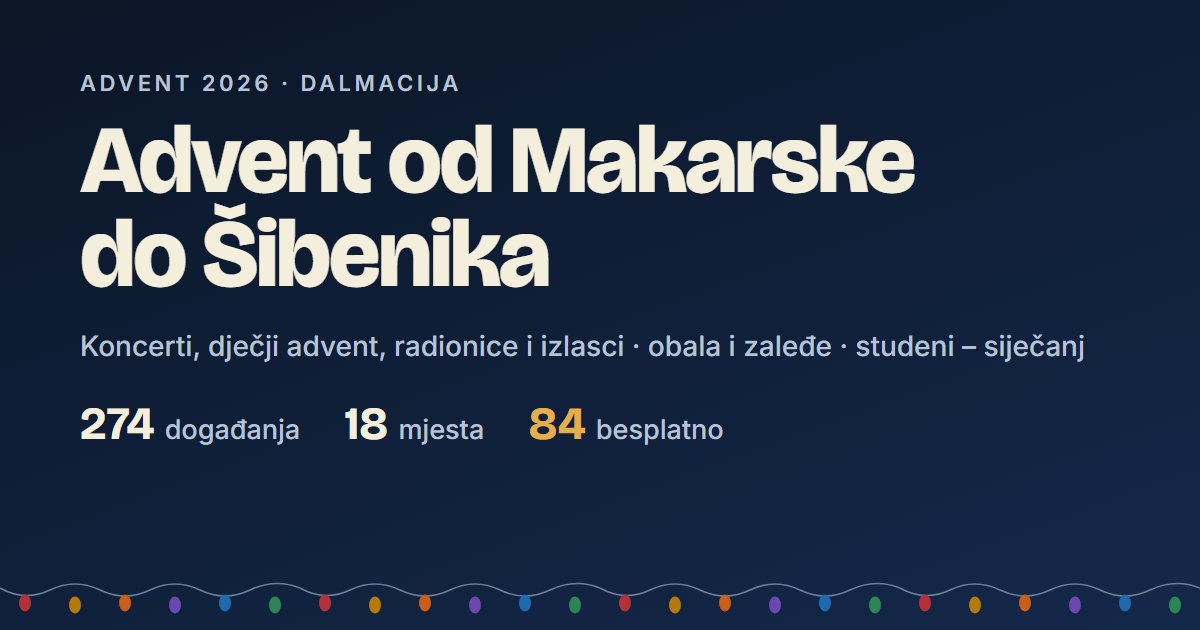 ADVENT 2026 · DALMACIJA
Advent od Makarske
do Šibenika
Koncerti, dječji advent, radionice i izlasci · obala i zaleđe · studeni – siječanj
274 događanja 18 mjesta 84 besplatno